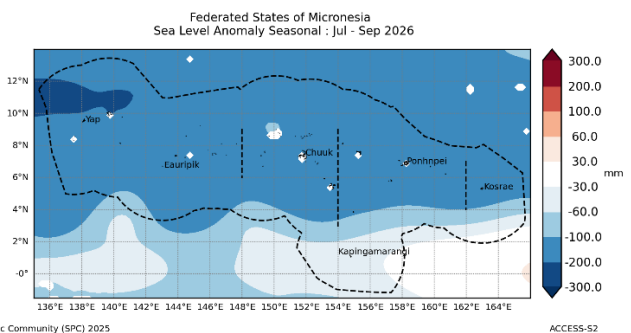 Federated States of Micronesia
Sea Level Anomaly Seasonal : Jul - Sep 2026
12°N
10°N
8°N
6°N
4°N
2°N
-0°
Yap
Eauripik
Chuuk
Pohnpei
Kosrae
Kapingamarangi
136°E 138°E 140°E 142°E 144°E 146°E 148°E 150°E 152°E 154°E 156°E 158°E 160°E 162°E 164°E
300.0
200.0
100.0
60.0
30.0
-30.0
-60.0
-100.0
-200.0
-300.0
mm
c Community (SPC) 2025
ACCESS-S2